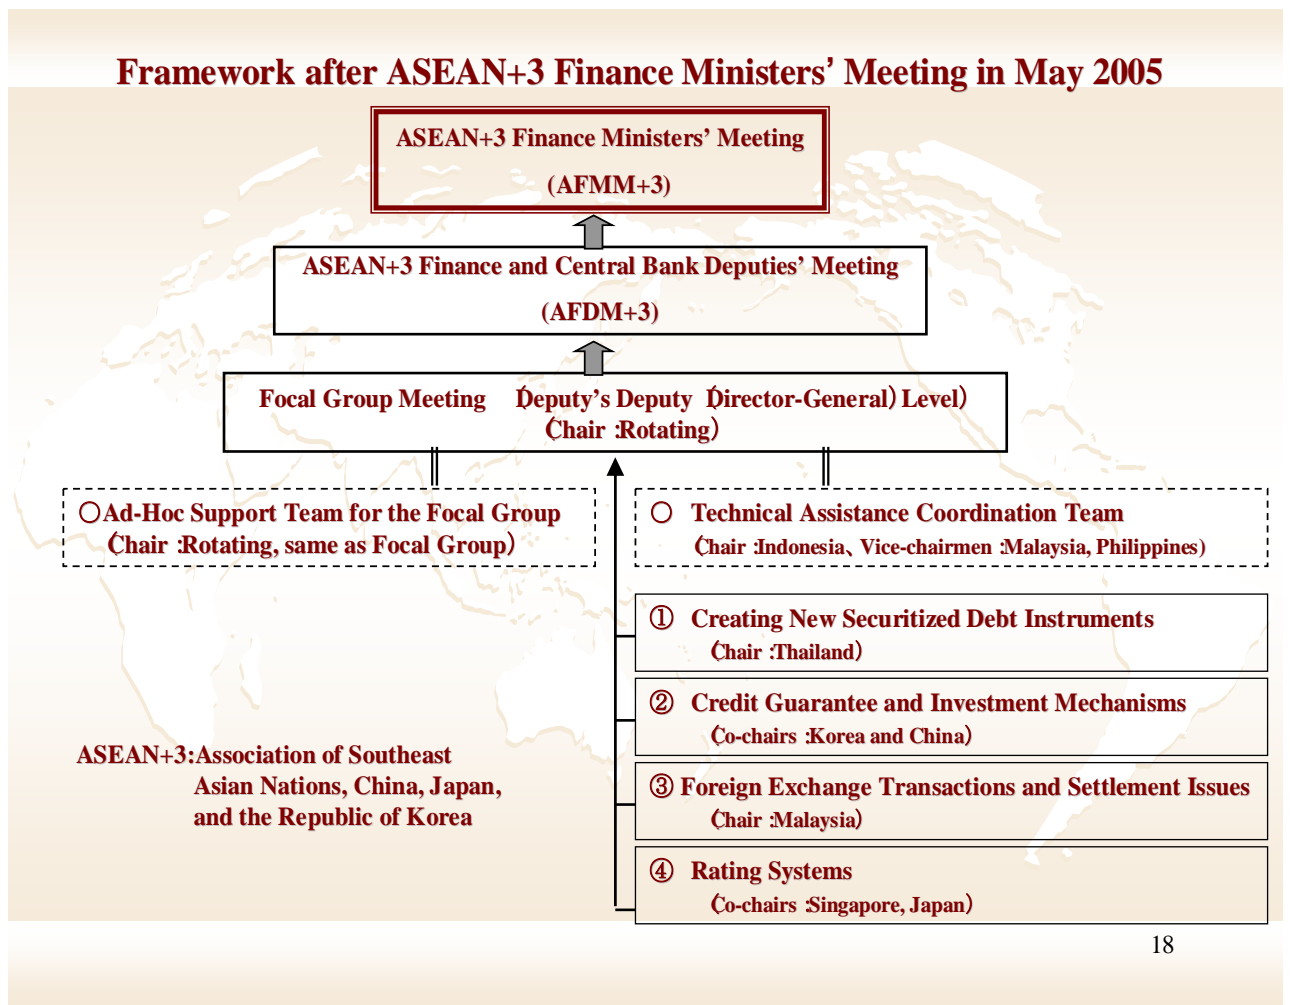 Framework after ASEAN+3 Finance Ministers’ Meeting in May 2005
ASEAN+3 Finance Ministers’ Meeting
(AFMM+3)
ASEAN+3 Finance and Central Bank Deputies’ Meeting
(AFDM+3)
Focal Group Meeting (Deputy’s Deputy (Director-General) Level)
(Chair :Rotating)
○Ad-Hoc Support Team for the Focal Group
(Chair :Rotating, same as Focal Group)
○ Technical Assistance Coordination Team
(Chair :Indonesia、Vice-chairmen :Malaysia, Philippines)
① Creating New Securitized Debt Instruments
(Chair :Thailand)
② Credit Guarantee and Investment Mechanisms
(Co-chairs :Korea and China)
③ Foreign Exchange Transactions and Settlement Issues
(Chair :Malaysia)
④ Rating Systems
(Co-chairs :Singapore, Japan)
ASEAN+3:Association of Southeast
Asian Nations, China, Japan,
and the Republic of Korea
18